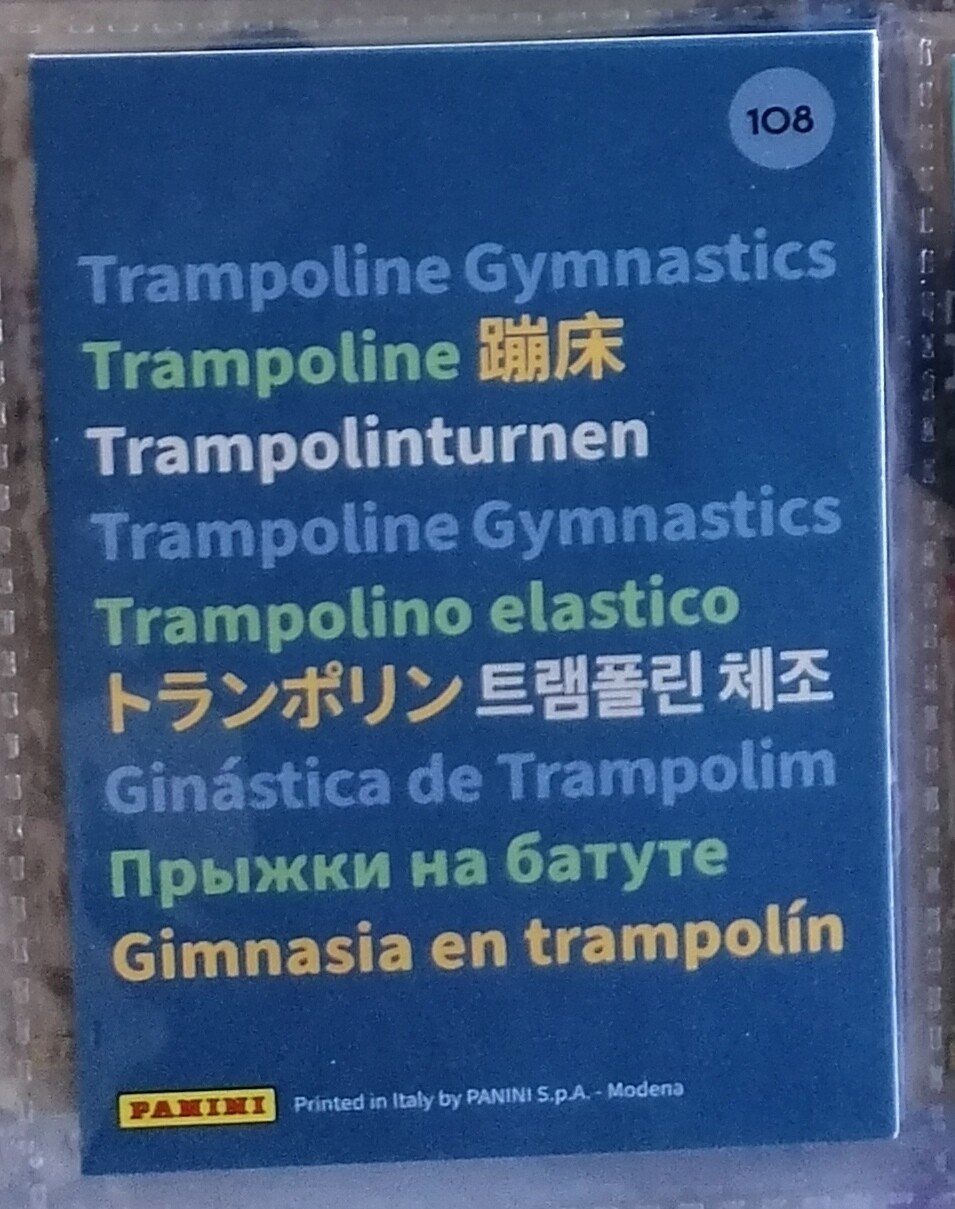 108
Trampoline Gymnastics
Trampoline 蹦床
Trampolinturnen
Trampoline Gymnastics
Trampolino elastico
トランポリン 트램폴린 체조
Ginástica de Trampolim
Прыжки на батуте
Gimnasia en trampolín
PANINI Printed in Italy by PANINI S.p.A. - Modena